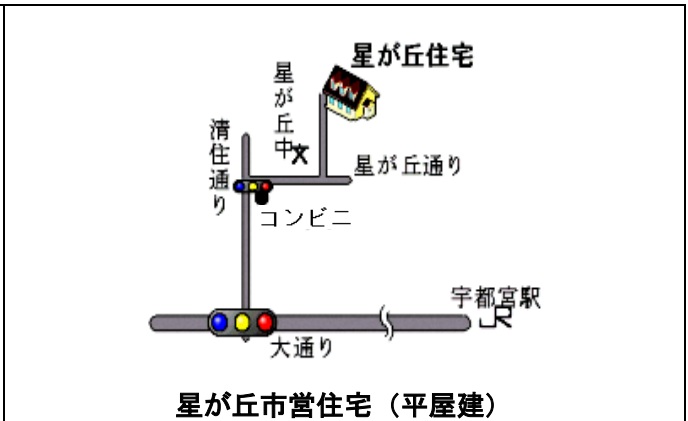 星が丘住宅
星が丘中
文
清住通り
星が丘通り
コンビニ
宇都宮駅
JR
大通り
星が丘市営住宅（平屋建）